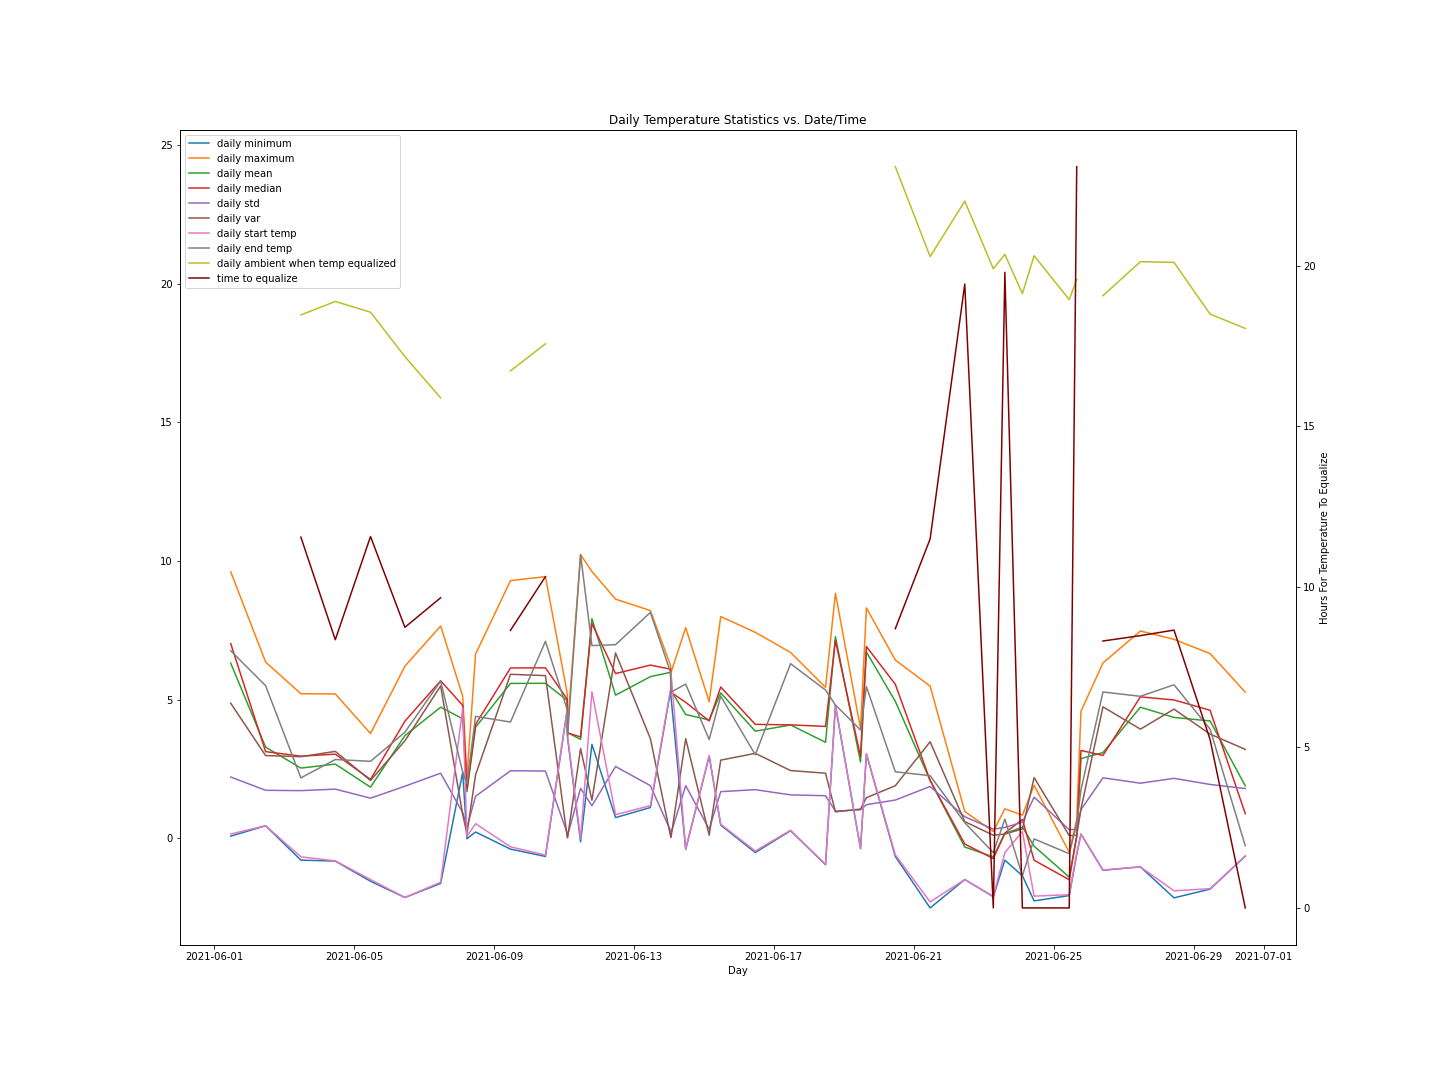 Daily Temperature Statistics vs. Date/Time
daily minimum
daily maximum
daily mean
daily median
daily std
daily var
daily start temp
daily end temp
daily ambient when temp equalized
time to equalize
25
20
15
10
5
0
20
15
10
5
0
Hours For Temperature To Equalize
2021-06-01 2021-06-05 2021-06-09 2021-06-13 2021-06-17 2021-06-21 2021-06-25 2021-06-29 2021-07-01
Day